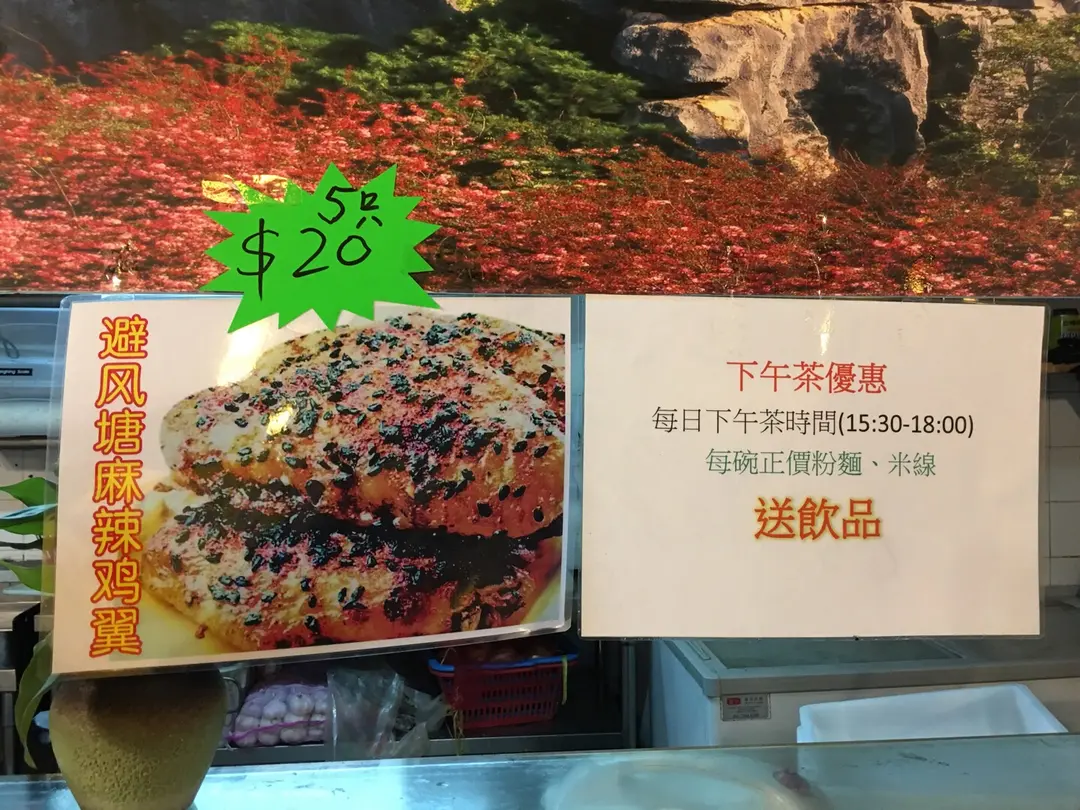 5只
$20
避风塘麻辣鸡翼
下午茶優惠
每日下午茶時間(15:30-18:00)
每碗正價粉麵、米線
送飲品